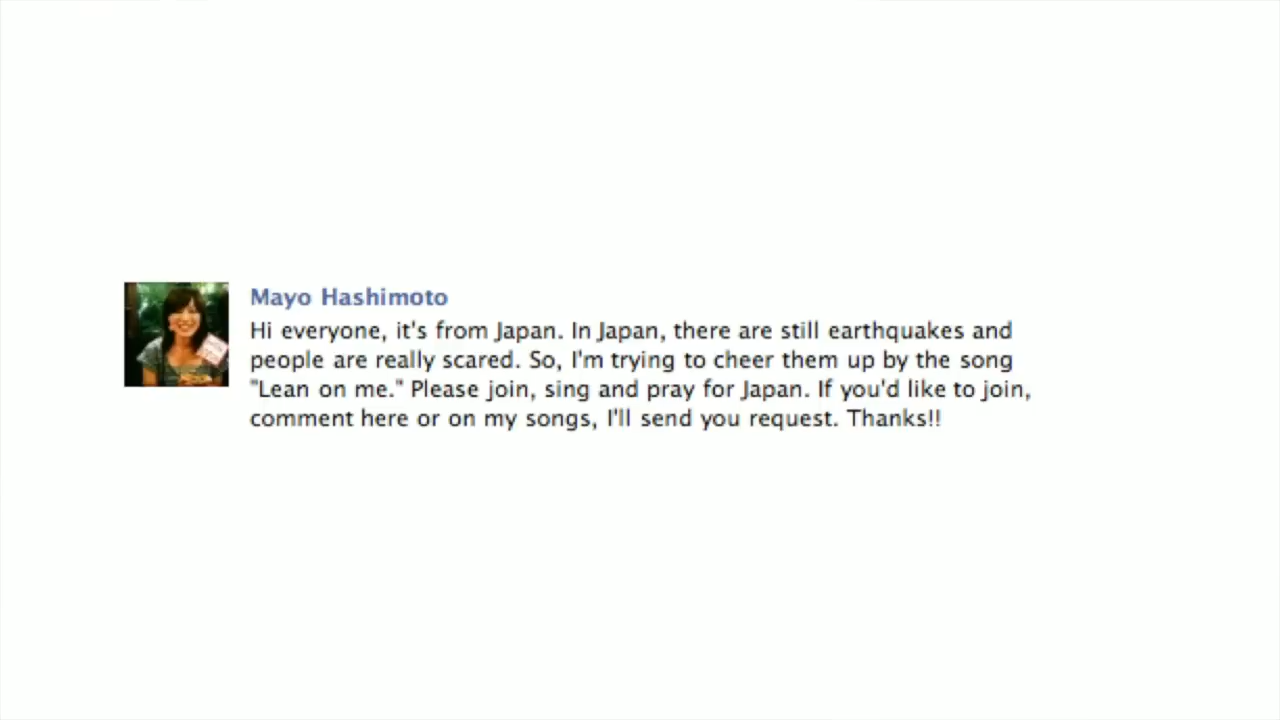 Mayo Hashimoto
Hi everyone, it's from Japan. In Japan, there are still earthquakes and
people are really scared. So, I'm trying to cheer them up by the song
"Lean on me." Please join, sing and pray for Japan. If you'd like to join,
comment here or on my songs, I'll send you request. Thanks!!